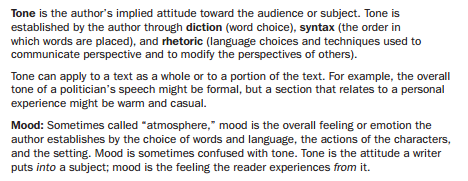 Tone is the author's implied attitude toward the audience or subject. Tone is
established by the author through diction (word choice), syntax (the order in
which words are placed), and rhetoric (language choices and techniques used to
communicate perspective and to modify the perspectives of others).
Tone can apply to a text as a whole or to a portion of the text. For example, the overall
tone of a politician's speech might be formal, but a section that relates to a personal
experience might be warm and casual.
Mood: Sometimes called "atmosphere," mood is the overall feeling or emotion the
author establishes by the choice of words and language, the actions of the characters,
and the setting. Mood is sometimes confused with tone. Tone is the attitude a writer
puts into a subject; mood is the feeling the reader experiences from it.